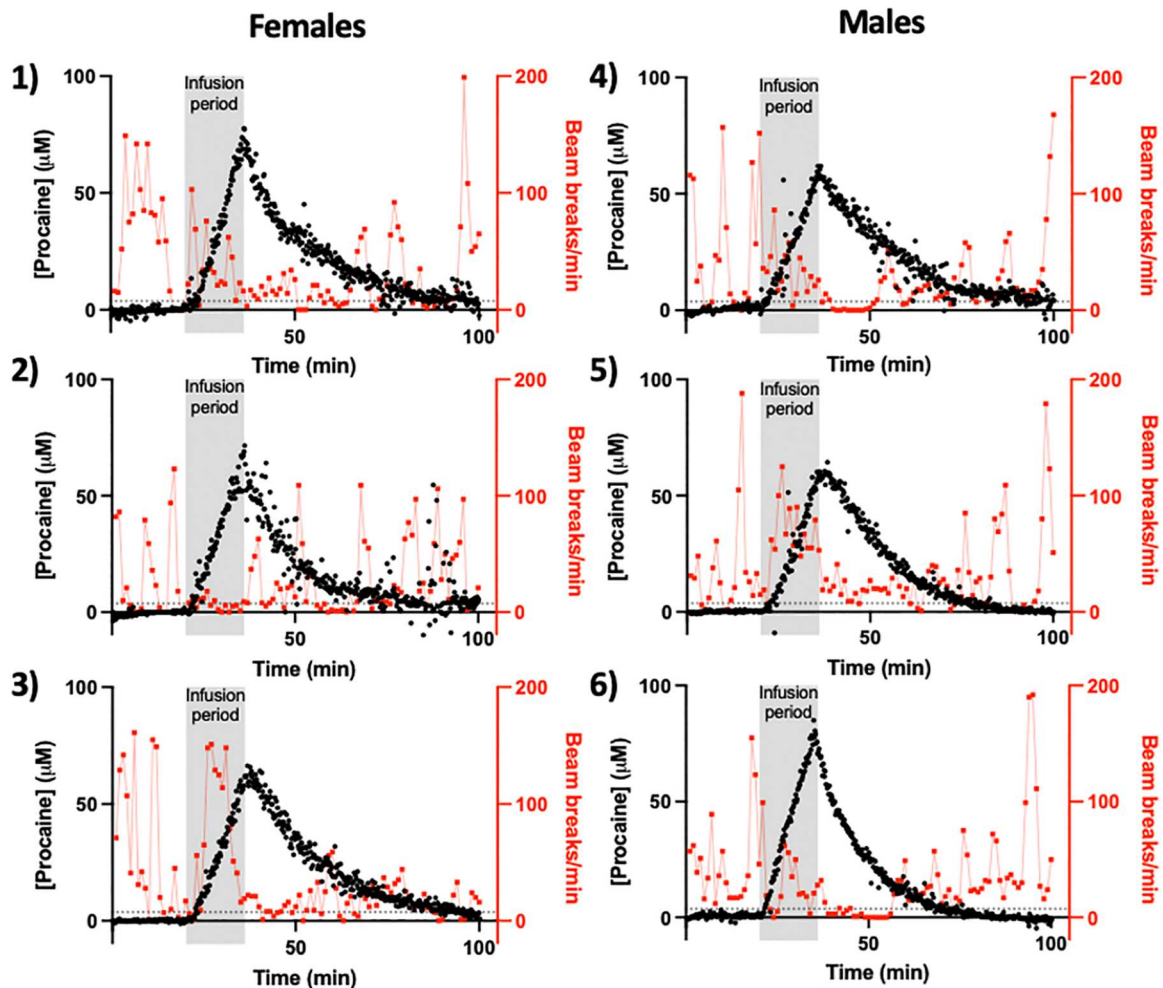 Females
Males
1)
100
50
0
[Procaine] (μM)
Infusion
period
200
100
0
Beam breaks/min
50
100
Time (min)
4)
100
50
0
[Procaine] (μM)
Infusion
period
200
100
0
Beam breaks/min
50
100
Time (min)
2)
100
50
0
[Procaine] (μM)
Infusion
period
200
100
0
Beam breaks/min
50
100
Time (min)
5)
100
50
0
[Procaine] (μM)
Infusion
period
200
100
0
Beam breaks/min
50
100
Time (min)
3)
100
50
0
[Procaine] (μM)
Infusion
period
200
100
0
Beam breaks/min
50
100
Time (min)
6)
100
50
0
[Procaine] (μM)
Infusion
period
200
100
0
Beam breaks/min
50
100
Time (min)